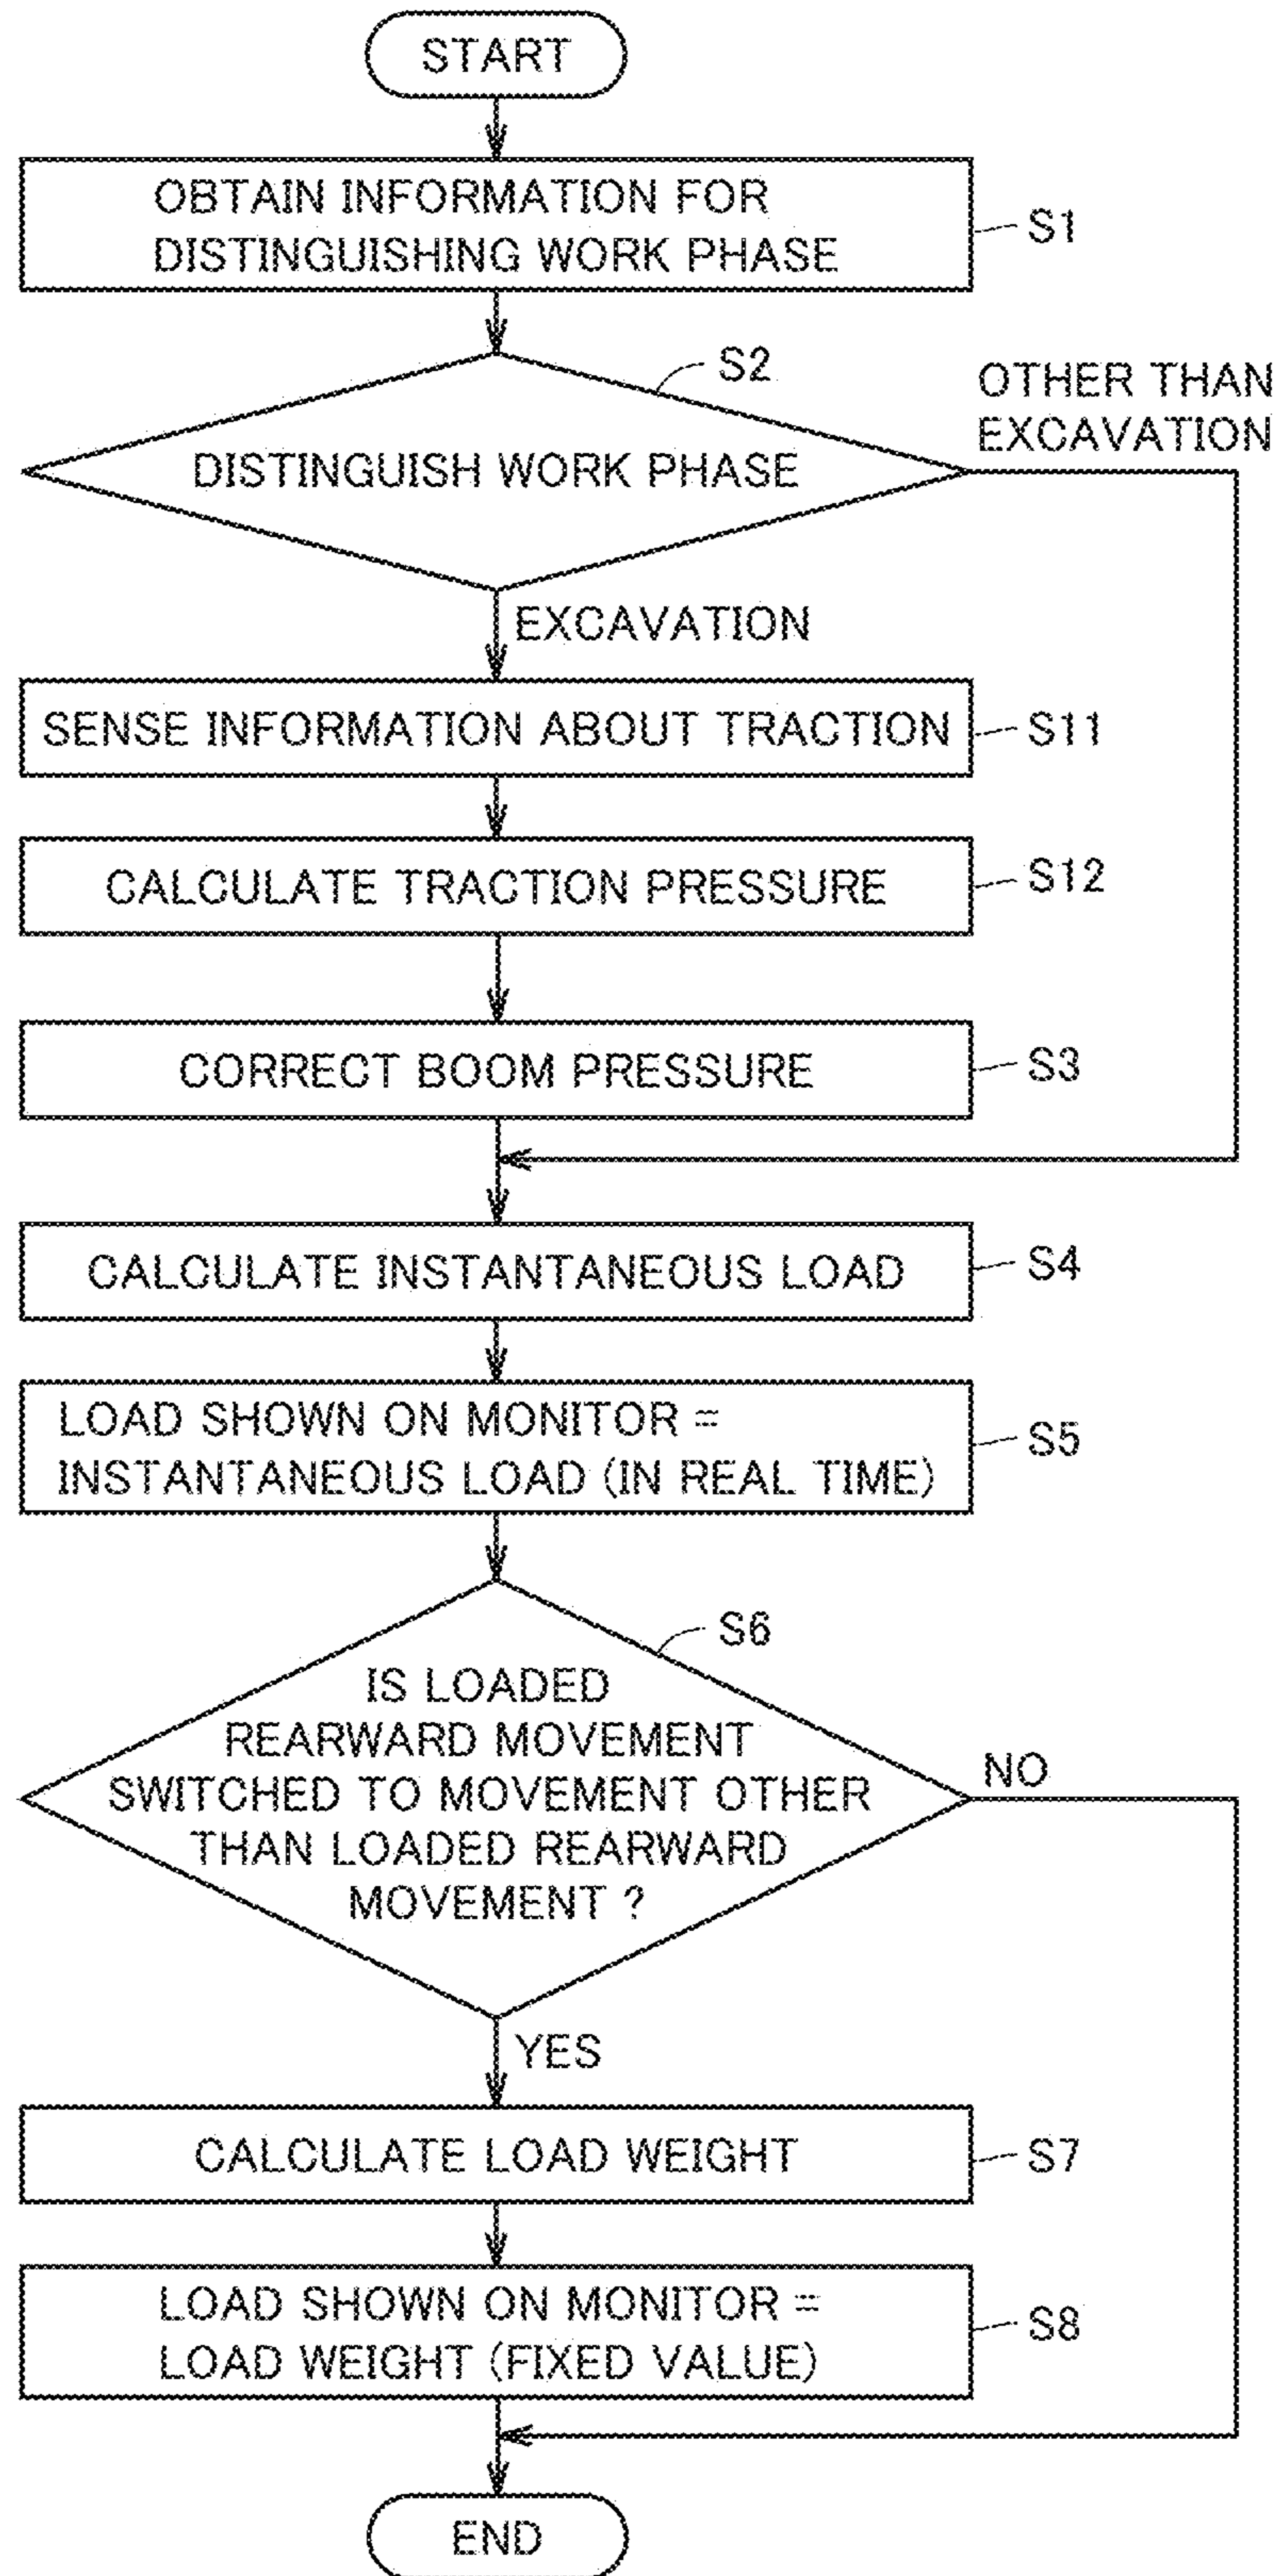 START
OBTAIN INFORMATION FOR
DISTINGUISHING WORK PHASE
S1
S2
DISTINGUISH WORK PHASE
OTHER THAN
EXCAVATION
EXCAVATION
SENSE INFORMATION ABOUT TRACTION
S11
CALCULATE TRACTION PRESSURE
S12
CORRECT BOOM PRESSURE
S3
CALCULATE INSTANTANEOUS LOAD
S4
LOAD SHOWN ON MONITOR =
INSTANTANEOUS LOAD (IN REAL TIME)
S5
S6
IS LOADED
REARWARD MOVEMENT
SWITCHED TO MOVEMENT OTHER
THAN LOADED REARWARD
MOVEMENT ?
NO
YES
CALCULATE LOAD WEIGHT
S7
LOAD SHOWN ON MONITOR =
LOAD WEIGHT (FIXED VALUE)
S8
END